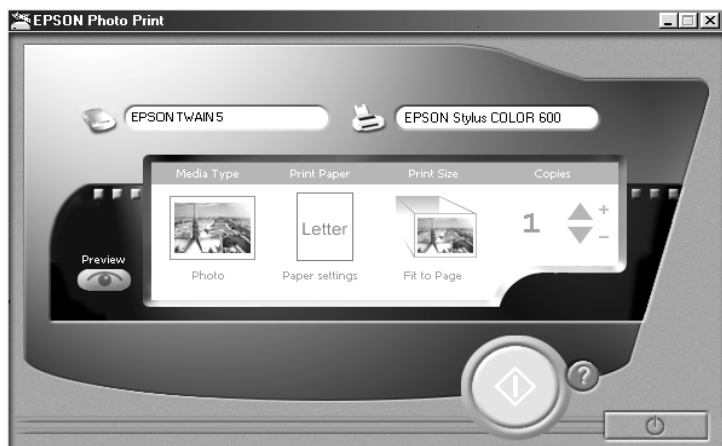 EPSON Photo Print
EPSON TWAIN 5
EPSON Stylus COLOR 600
Media Type Print Paper Print Size Copies
Letter
1
+
-
Preview
Photo Paper settings Fit to Page
?